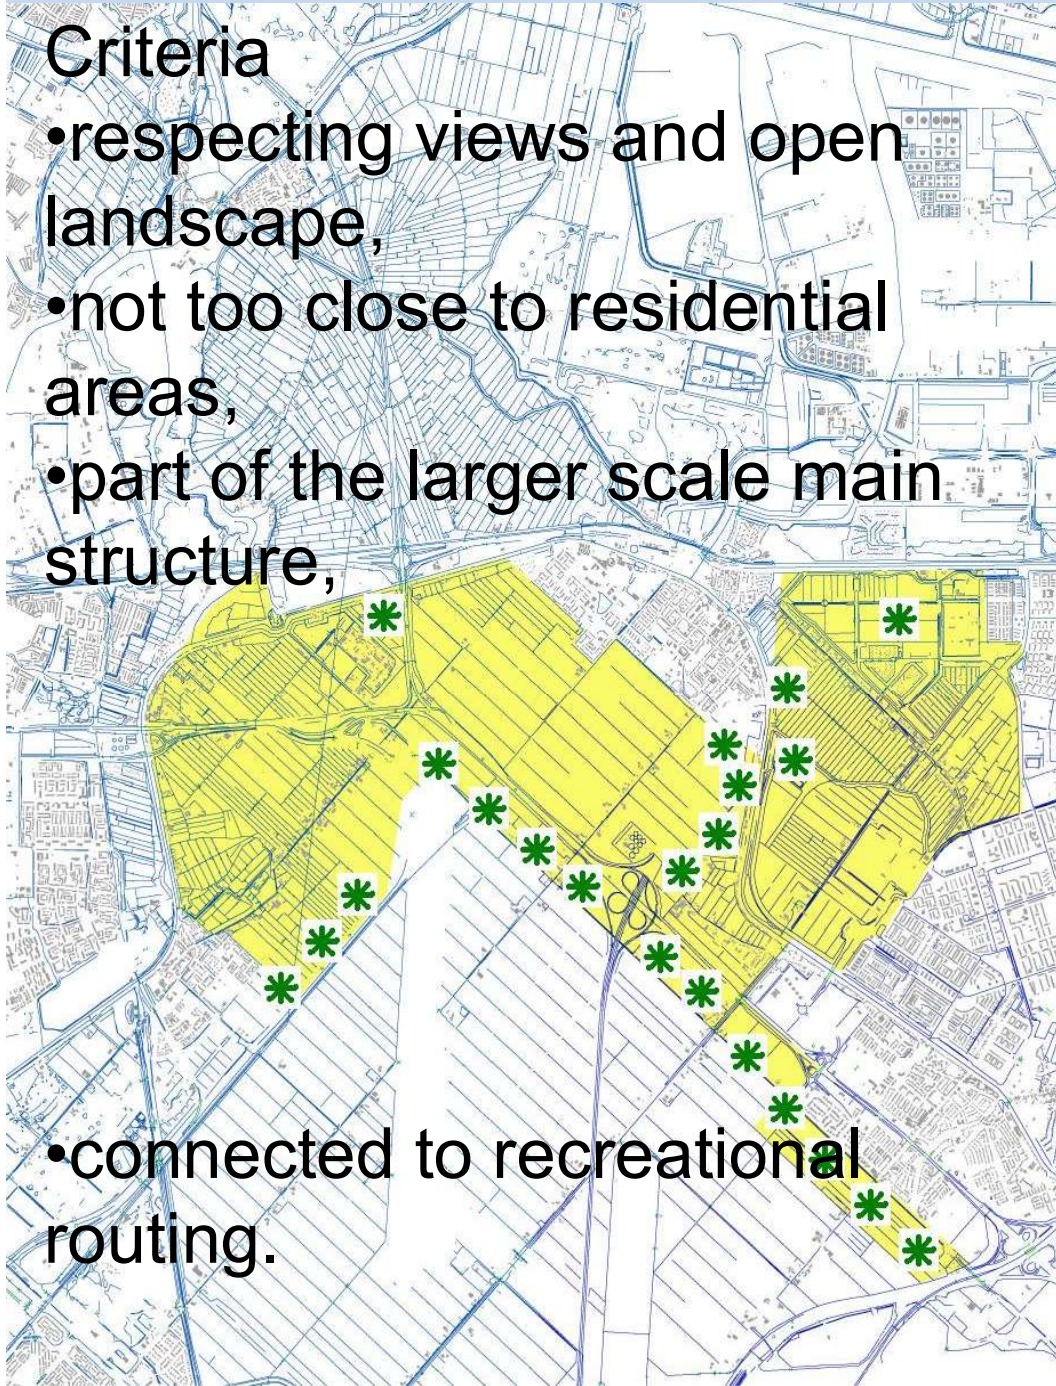 Criteria
•respecting views and open
landscape,
•not too close to residential
areas,
•part of the larger scale main
structure,
•connected to recreational
routing.